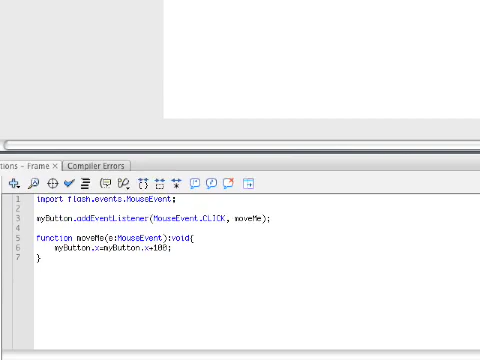 tions - Frame × Compiler Errors
1 import flash.events.MouseEvent;
2
3 myButton.addEventListener(MouseEvent.CLICK, moveMe);
4
5 function moveMe(e:MouseEvent):void{
6 myButton.x=myButton.x+100;
7 }